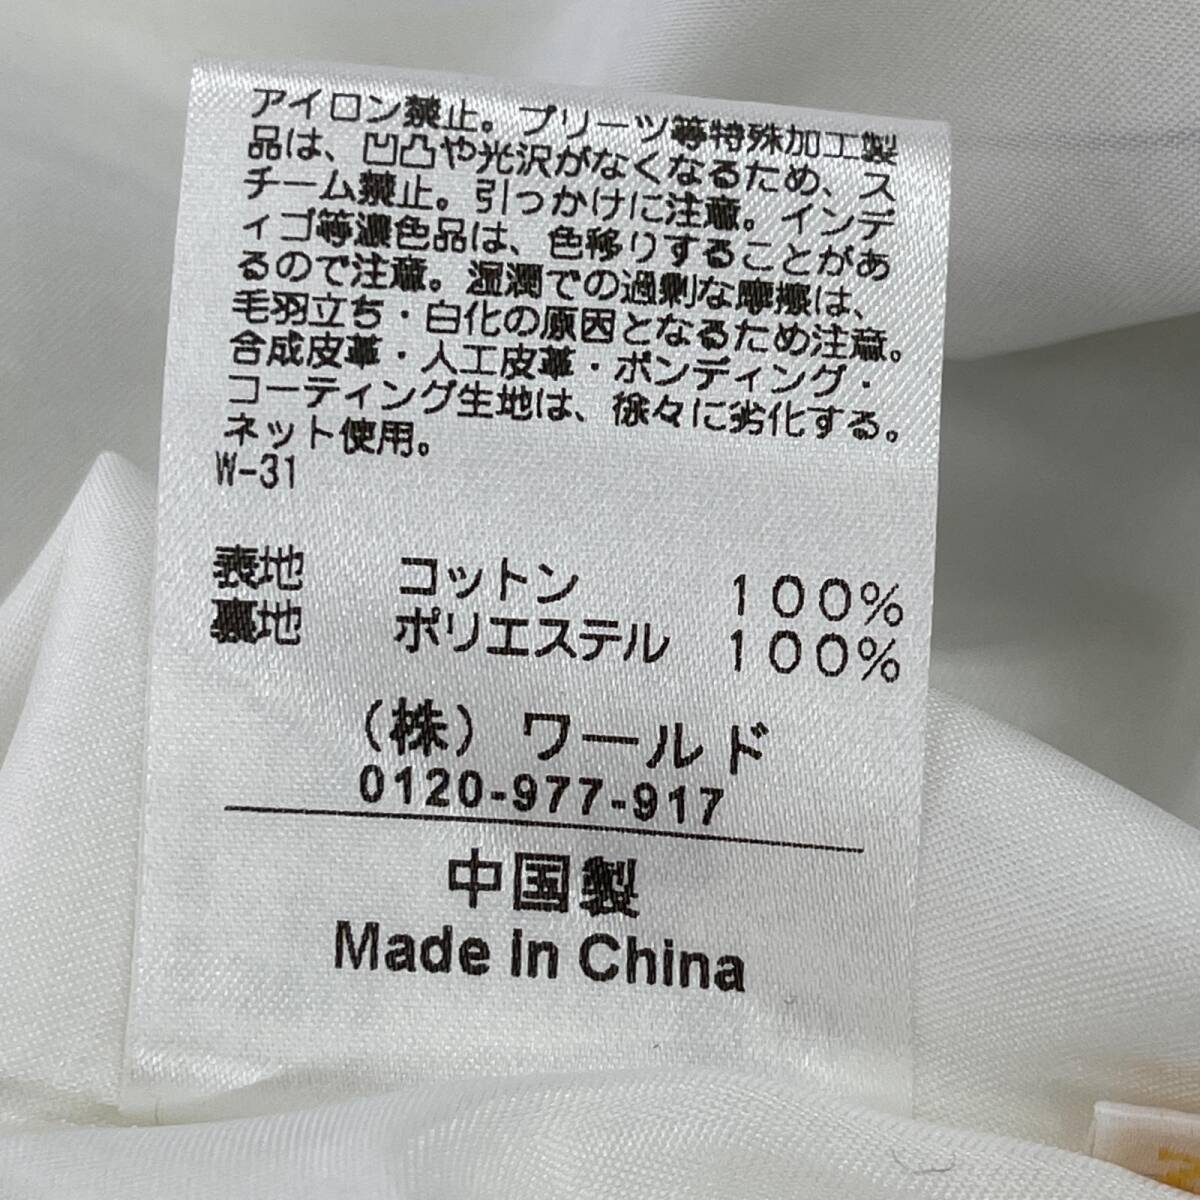 アイロン禁止。プリーツ等特殊加工製
品は、凹凸や光沢がなくなるため、ス
チーム禁止。引っかけに注意。インデ
ィゴ等濃色品は、色移りすることがあ
るので注意。湿潤での過剰な摩擦は、
毛羽立ち・白化の原因となるため注意。
合成皮革・人工皮革・ボンディング・
コーティング生地は、徐々に劣化する。
ネット使用。
W-31
表地 コットン 100%
裏地 ポリエステル 100%
(株) ワールド
0120-977-917
中国製
Made in China